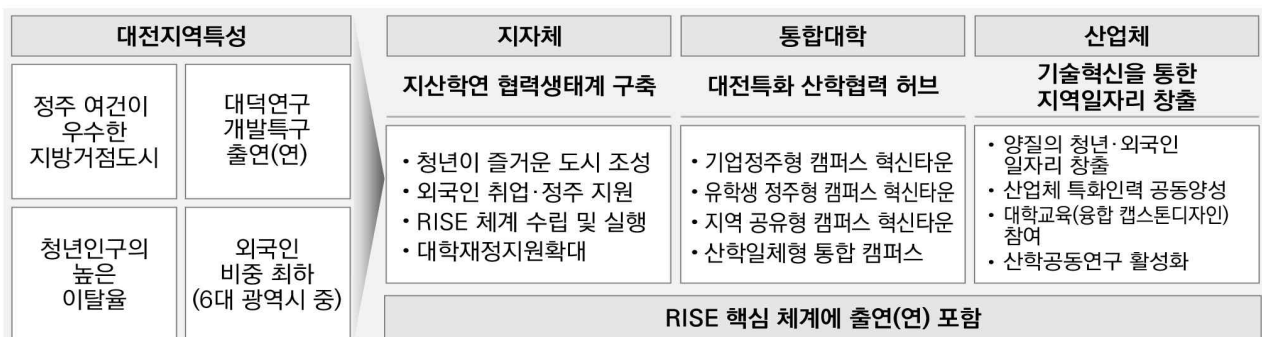 대전지역특성
정주 여건이
우수한
지방거점도시
대덕연구
개발특구
출연(연)
청년인구의
높은
이탈율
외국인
비중 최하
(6대 광역시 중)
지자체
지산학연 협력생태계 구축
• 청년이 즐거운 도시 조성
• 외국인 취업·정주 지원
• RISE 체계 수립 및 실행
• 대학재정지원확대
통합대학
대전특화 산학협력 허브
• 기업정주형 캠퍼스 혁신타운
• 유학생 정주형 캠퍼스 혁신타운
• 지역 공유형 캠퍼스 혁신타운
• 산학일체형 통합 캠퍼스
산업체
기술혁신을 통한
지역일자리 창출
• 양질의 청년·외국인
일자리 창출
• 산업체 특화인력 공동양성
• 대학교육(융합 캡스톤디자인)
참여
• 산학공동연구 활성화
RISE 핵심 체계에 출연(연) 포함